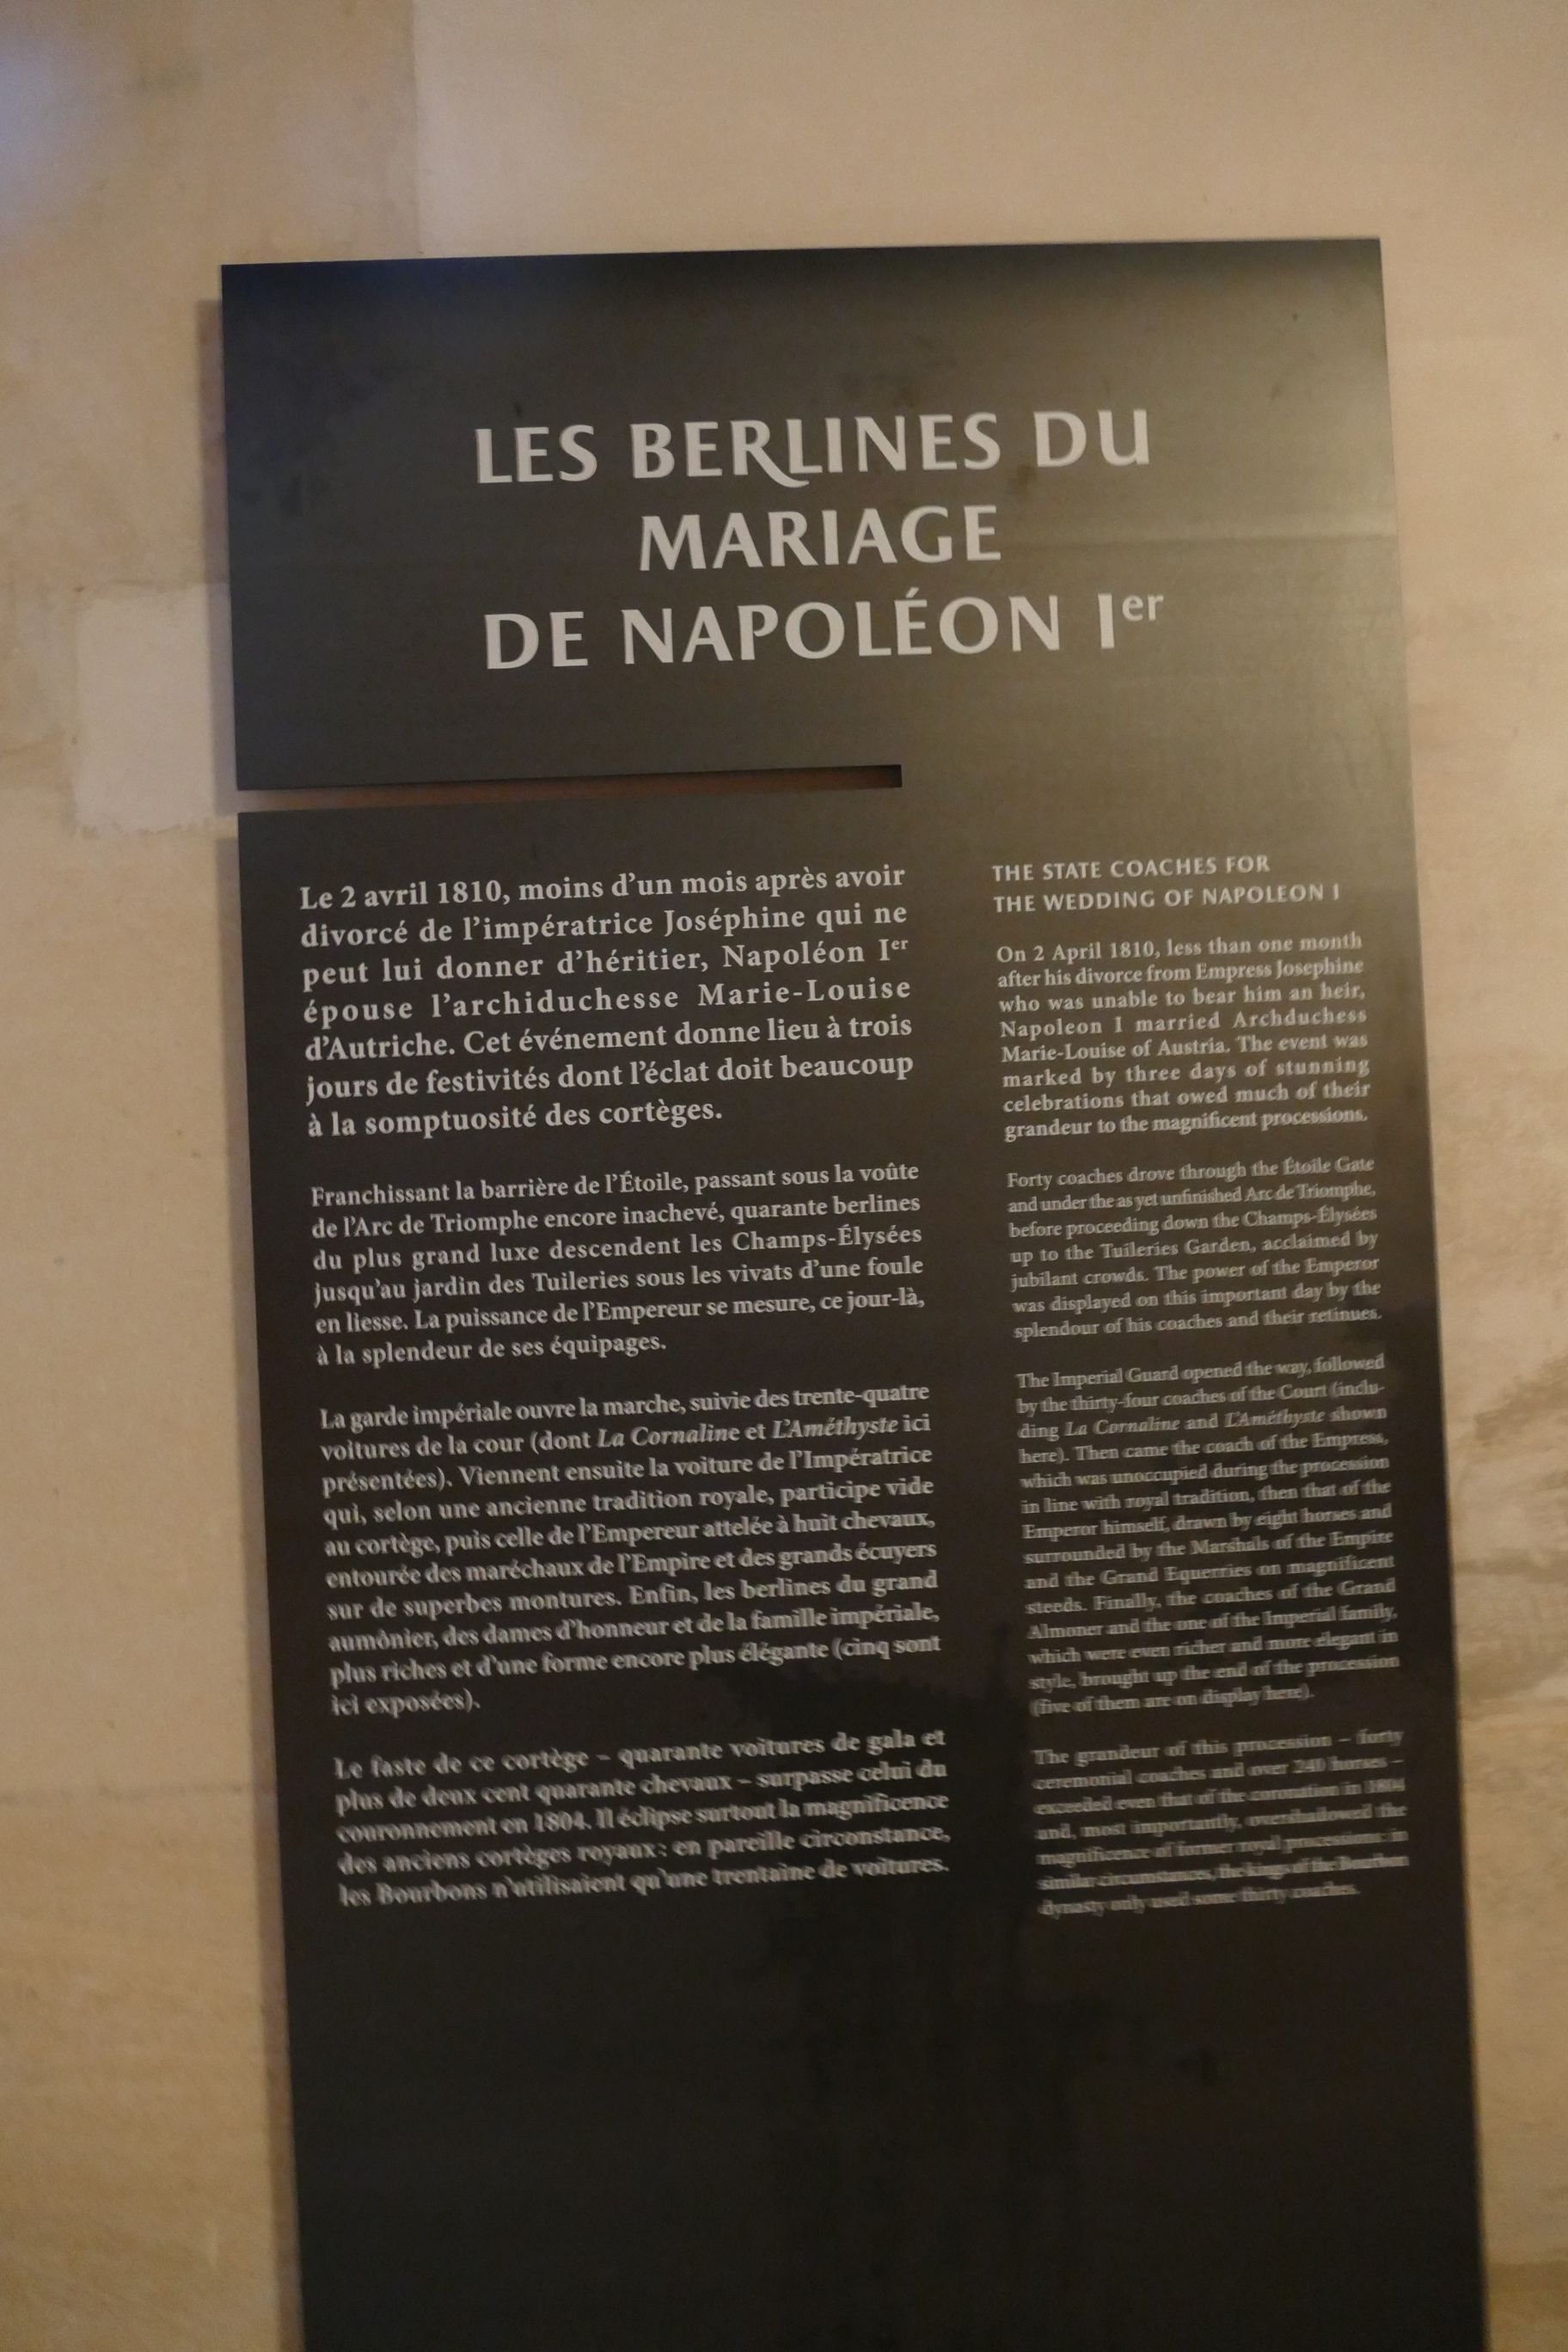 LES BERLINES DU
MARIAGE
DE NAPOLÉON Ier
Le 2 avril 1810, moins d'un mois après avoir
divorcé de l'impératrice Joséphine qui ne
peut lui donner d'héritier, Napoléon Ier
épouse l'archiduchesse Marie-Louise
d'Autriche. Cet événement donne lieu à trois
jours de festivités dont l'éclat doit beaucoup
à la somptuosité des cortèges.
Franchissant la barrière de l'Étoile, passant sous la voûte
de l'Arc de Triomphe encore inachevé, quarante berlines
du plus grand luxe descendent les Champs-Élysées
jusqu'au jardin des Tuileries sous les vivats d'une foule
en liesse. La puissance de l'Empereur se mesure, ce jour-là,
à la splendeur de ses équipages.
La garde impériale ouvre la marche, suivie des trente-quatre
voitures de la cour (dont La Cornaline et L'Améthyste ici
présentées). Viennent ensuite la voiture de l'Impératrice
qui, selon une ancienne tradition royale, participe vide
au cortège, puis celle de l'Empereur attelée à huit chevaux,
entourée des maréchaux de l'Empire et des grands écuyers
sur de superbes montures. Enfin, les berlines du grand
aumônier, des dames d'honneur et de la famille impériale,
plus riches et d'une forme encore plus élégante (cinq sont
ici exposées).
Le faste de ce cortège – quarante voitures de gala et
plus de deux cent quarante chevaux – surpasse celui du
couronnement en 1804. Il éclipse surtout la magnificence
des anciens cortèges royaux : en pareille circonstance,
les Bourbons n'utilisaient qu'une trentaine de voitures.
THE STATE COACHES FOR
THE WEDDING OF NAPOLEON I
On 2 April 1810, less than one month
after his divorce from Empress Josephine
who was unable to bear him an heir,
Napoleon I married Archduchess
Marie-Louise of Austria. The event was
marked by three days of stunning
celebrations that owed much of their
grandeur to the magnificent processions.
Forty coaches drove through the Étoile Gate
and under the as yet unfinished Arc de Triomphe,
before proceeding down the Champs-Élysées
up to the Tuileries Garden, acclaimed by
jubilant crowds. The power of the Emperor
was displayed on this important day by the
splendour of his coaches and their retinues.
The Imperial Guard opened the way, followed
by the thirty-four coaches of the Court (inclu-
ding La Cornaline and L'Améthyste shown
here). Then came the coach of the Empress,
which was unoccupied during the procession
in line with royal tradition, then that of the
Emperor himself, drawn by eight horses and
surrounded by the Marshals of the Empire
and the Grand Equerries on magnificent
steeds. Finally, the coaches of the Grand
Almoner and the one of the Imperial family,
which were even richer and more elegant in
style, brought up the end of the procession
(five of them are on display here).
The grandeur of this procession – forty
ceremonial coaches and over 240 horses –
exceeded even that of the coronation in 1804
and, most importantly, overshadowed the
magnificence of former royal processions: in
similar circumstances, the kings of the Bourbon
dynasty only used some thirty coaches.